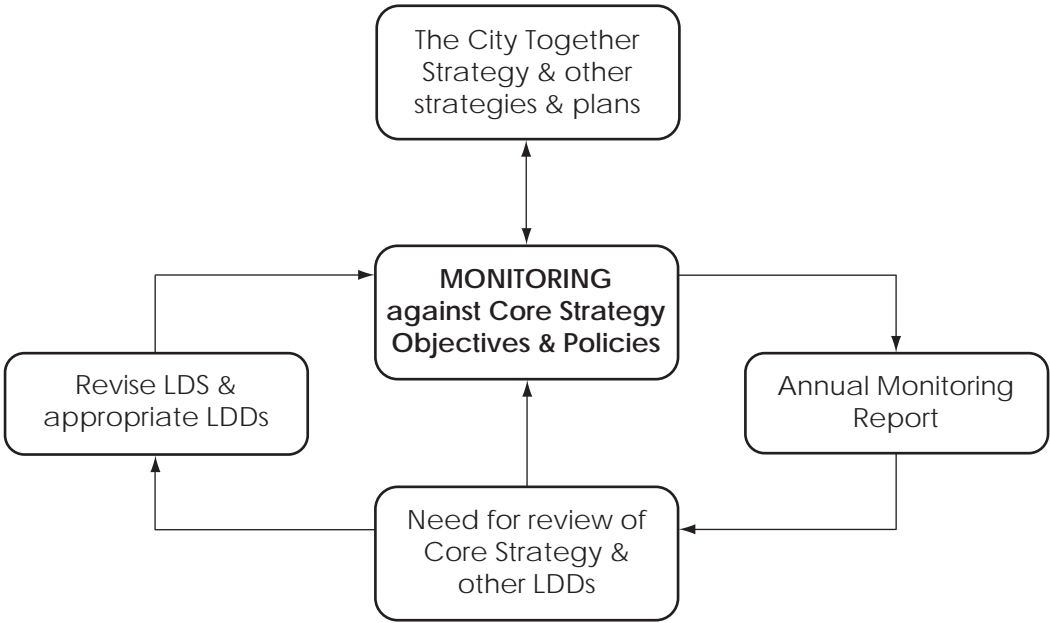 The City Together
Strategy & other
strategies & plans
MONITORING
against Core Strategy
Objectives & Policies
Revise LDS &
appropriate LDDs
Annual Monitoring
Report
Need for review of
Core Strategy &
other LDDs